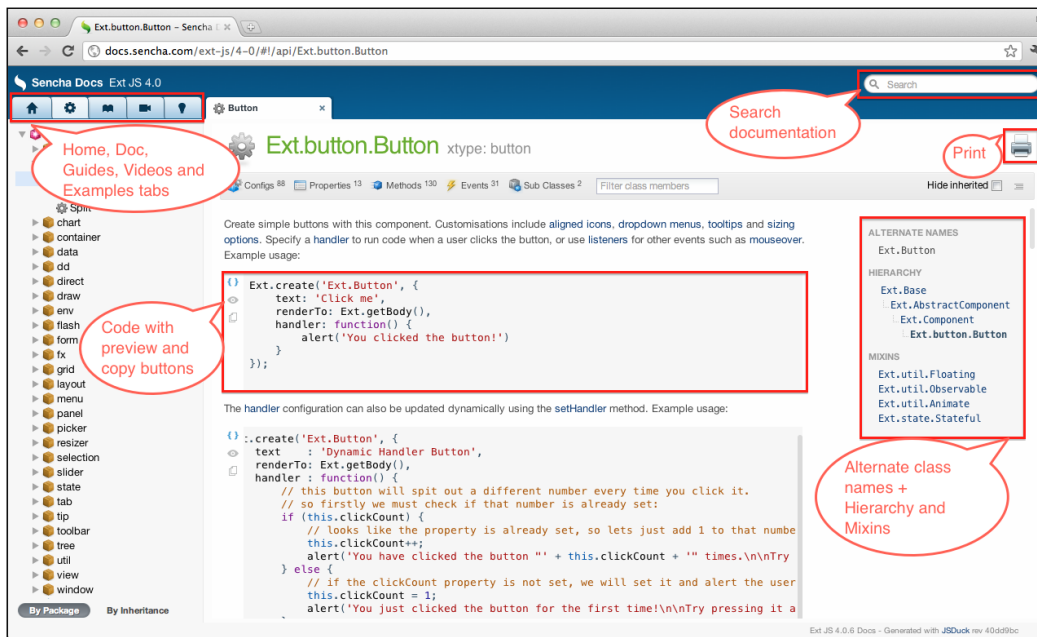 Ext.button.Button – Sencha D
docs.sencha.com/ext-js/4-0/#!/api/Ext.button.Button
Sencha Docs Ext JS 4.0
Search
Button
Search
documentation
Home, Doc,
Guides, Videos and
Examples tabs
Ext.button.Button xtype: button
Print
Configs 88 Properties 13 Methods 130 Events 31 Sub Classes 2 Filter class members
Hide inherited
Split
chart
container
data
dd
direct
draw
env
flash
form
fx
grid
layout
menu
panel
picker
resizer
selection
slider
state
tab
tip
toolbar
tree
util
view
window
By Package By Inheritance
Create simple buttons with this component. Customisations include aligned icons, dropdown menus, tooltips and sizing
options. Specify a handler to run code when a user clicks the button, or use listeners for other events such as mouseover.
Example usage:
Ext.create('Ext.Button', {
text: 'Click me',
renderTo: Ext.getBody(),
handler: function() {
alert('You clicked the button!')
}
});
Code with
preview and
copy buttons
The handler configuration can also be updated dynamically using the setHandler method. Example usage:
:.create('Ext.Button', {
text : 'Dynamic Handler Button',
renderTo: Ext.getBody(),
handler : function() {
// this button will spit out a different number every time you click it.
// so firstly we must check if that number is already set:
if (this.clickCount) {
// looks like the property is already set, so lets just add 1 to that numbe
this.clickCount++;
alert('You have clicked the button "' + this.clickCount + '" times.\n\nTry
} else {
// if the clickCount property is not set, we will set it and alert the user
this.clickCount = 1;
alert('You just clicked the button for the first time!\n\nTry pressing it a
}
ALTERNATE NAMES
Ext.Button
HIERARCHY
Ext.Base
Ext.AbstractComponent
Ext.Component
Ext.button.Button
MIXINS
Ext.util.Floating
Ext.util.Observable
Ext.util.Animate
Ext.state.Stateful
Alternate class
names +
Hierarchy and
Mixins
Ext JS 4.0.6 Docs - Generated with JSDuck rev 40dd9bc